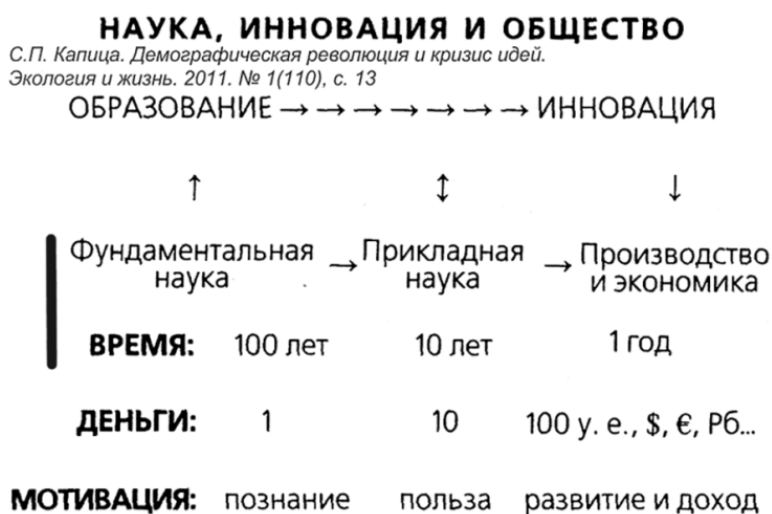 НАУКА, ИННОВАЦИЯ И ОБЩЕСТВО
С.П. Капица. Демографическая революция и кризис идей.
Экология и жизнь. 2011. № 1(110), с. 13
ОБРАЗОВАНИЕ → → → → → → → ИННОВАЦИЯ
↑ ↕ ↓
Фундаментальная → Прикладная → Производство
наука наука и экономика
ВРЕМЯ: 100 лет 10 лет 1 год
ДЕНЬГИ: 1 10 100 у. е., $, €, Рб...
МОТИВАЦИЯ: познание польза развитие и доход